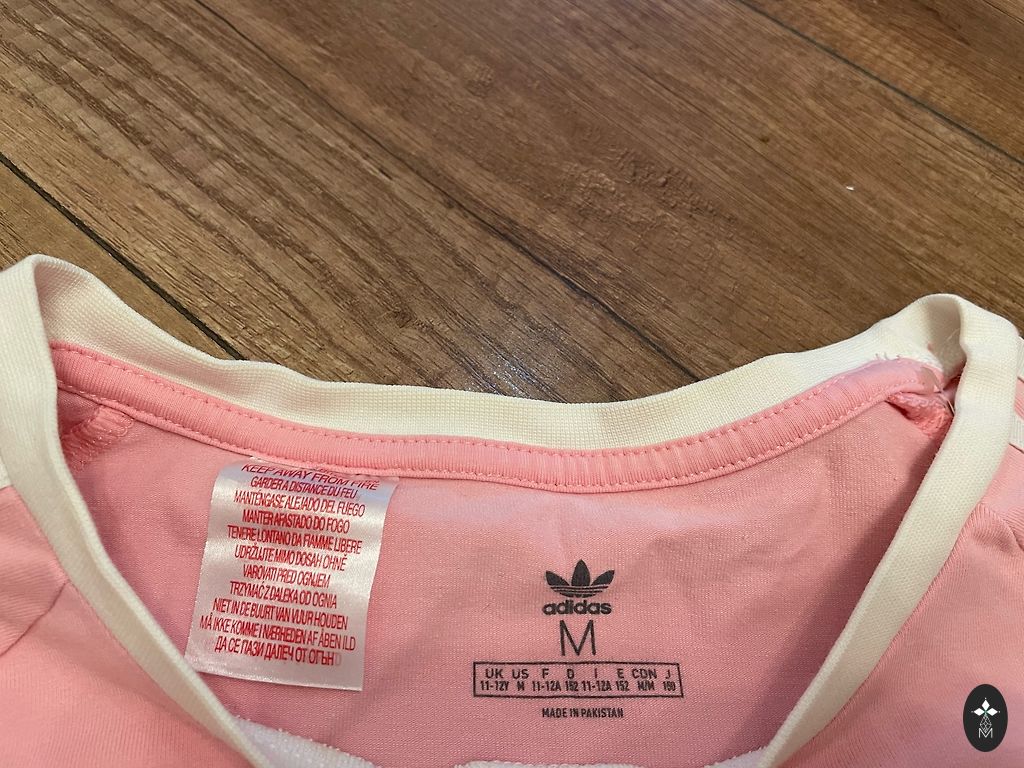 KEEP AWAY FROM FIRE
GARDER A DISTANCE DU FEU
MANTÉNGASE ALEJADO DEL FUEGO
MANTER AFASTADO DO FOGO
TENERE LONTANO DA FIAMME LIBERE
UDRŽUJTE MIMO DOSAH OHNĚ
VAROVATI PRED OGNJEM
TRZYMAĆ Z DALEKA OD OGNIA
NIET IN DE BUURT VAN VUUR HOUDEN
MÅ IKKE KOMME I NÆRHEDEN AF ÅBEN ILD
ДА СЕ ПАЗИ ДАЛЕЧ ОТ ОГЪН
adidas
M
UK US F D I E CDN J
11-12Y M 11-12A 152 11-12A 152 M/M 150
MADE IN PAKISTAN
M